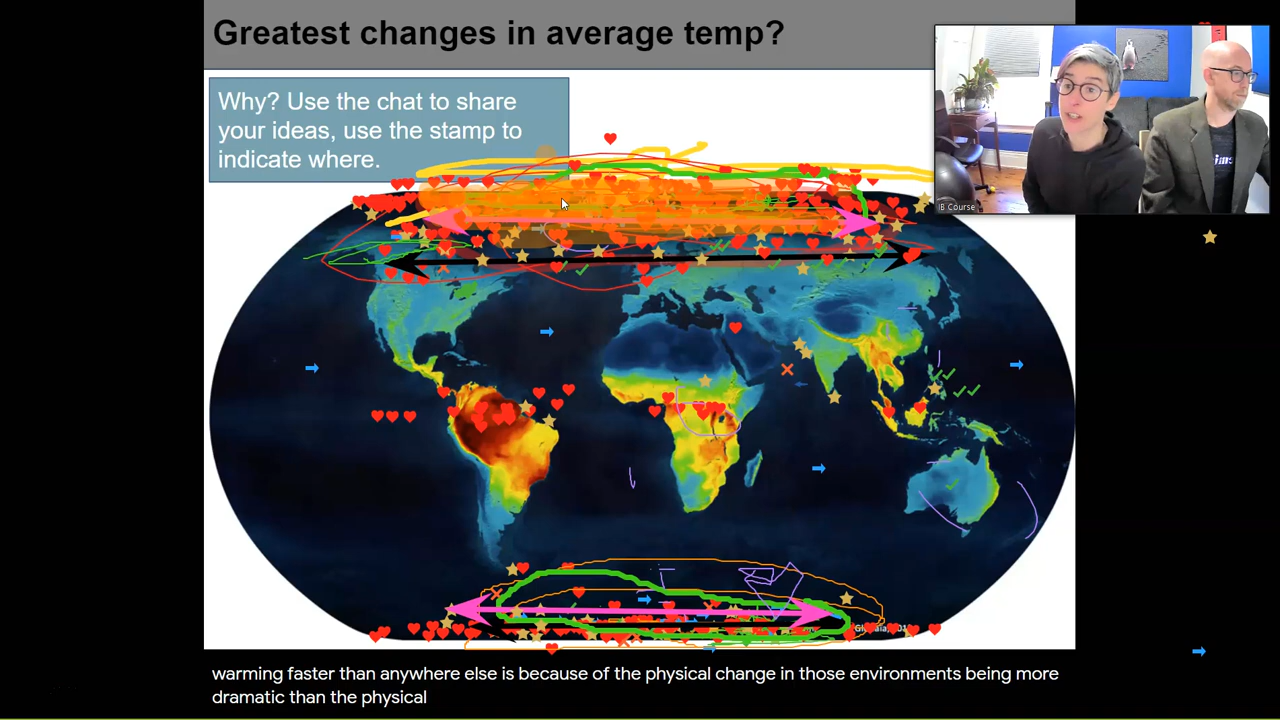 Greatest changes in average temp?
Why? Use the chat to share
your ideas, use the stamp to
indicate where.
IB Course
warming faster than anywhere else is because of the physical change in those environments being more
dramatic than the physical